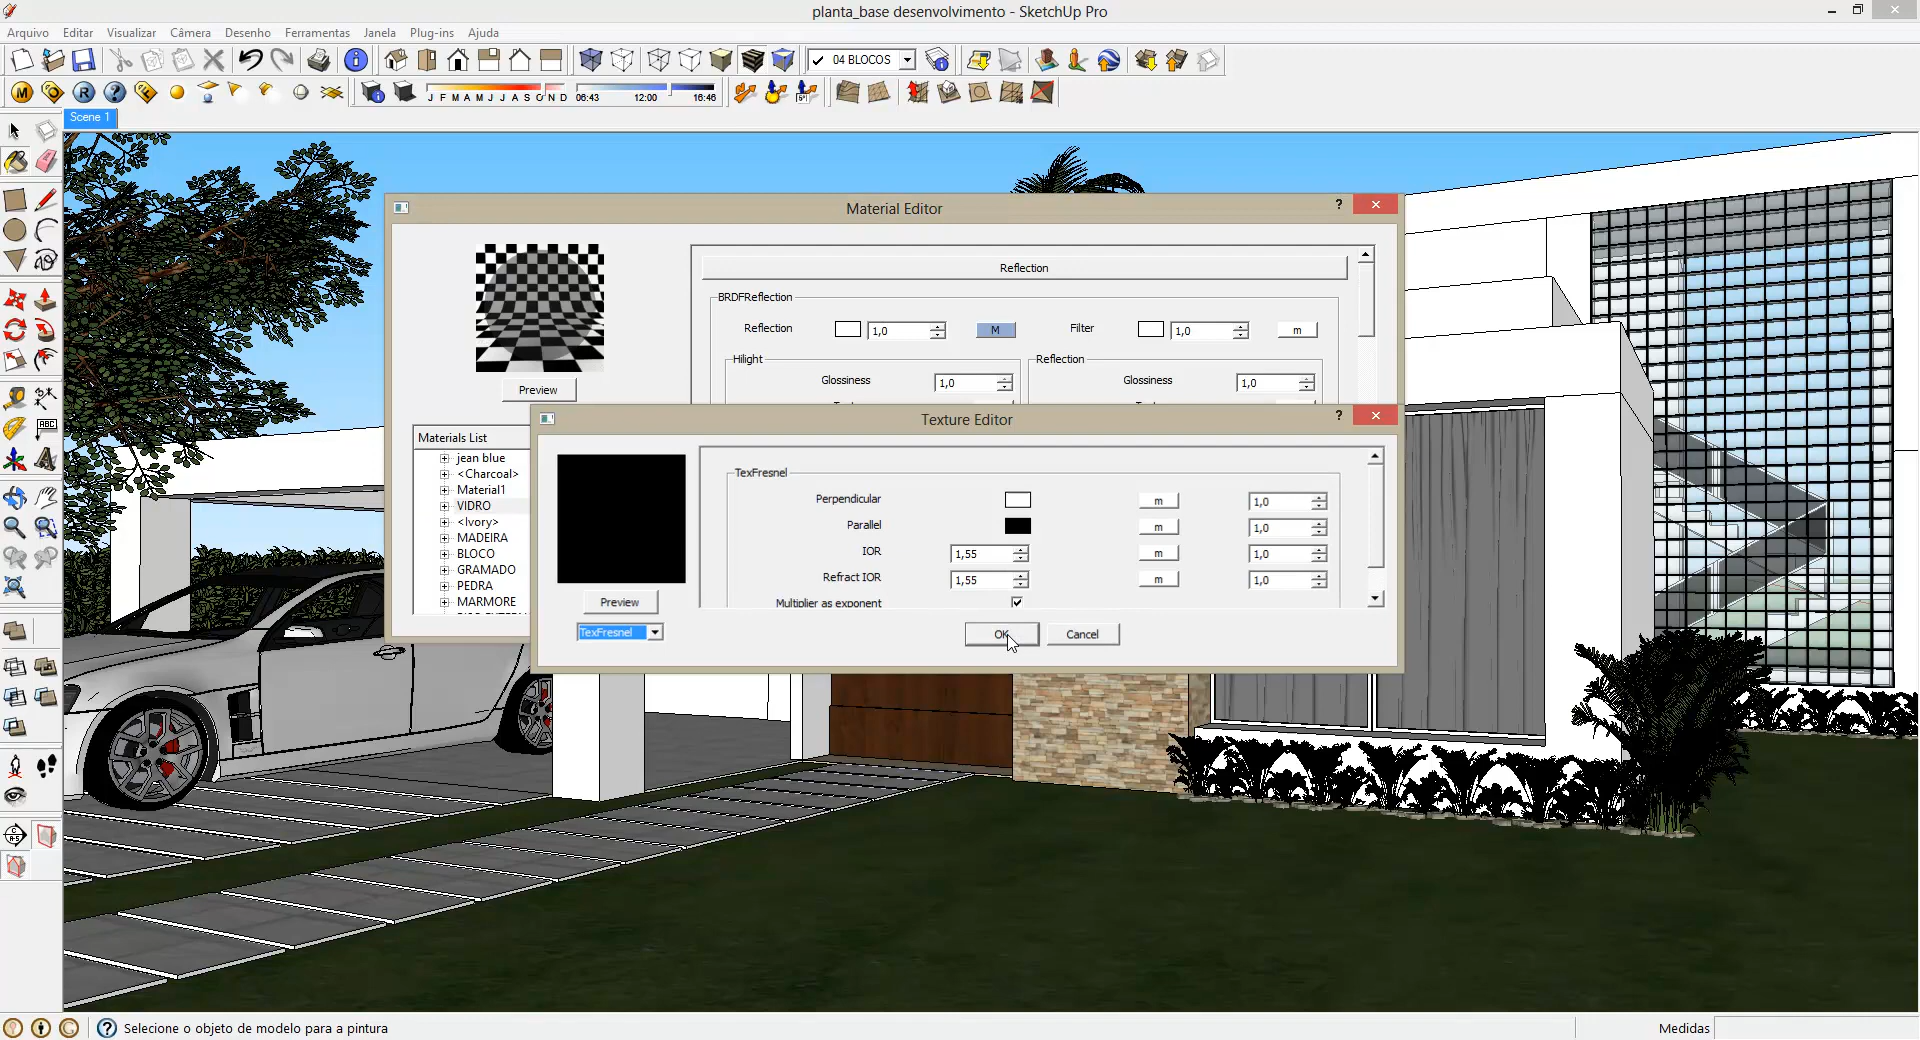 planta_base desenvolvimento - SketchUp Pro
Arquivo Editar Visualizar Câmera Desenho Ferramentas Janela Plug-ins Ajuda
04 BLOCOS
J F M A M J J A S O N D 06:43 12:00 16:46
Scene 1
Material Editor
Reflection
BRDFReflection
Reflection 1,0 M Filter 1,0 m
Hilight Reflection
Glossiness 1,0 Glossiness 1,0
Preview
Materials List
jean blue
<Charcoal>
Material1
VIDRO
<Ivory>
MADEIRA
BLOCO
GRAMADO
PEDRA
MARMORE
Texture Editor
TexFresnel
Perpendicular m 1,0
Parallel m 1,0
IOR 1,55 m 1,0
Refract IOR 1,55 m 1,0
Multiplier as exponent
Preview
TexFresnel
OK Cancel
ABC
Selecione o objeto de modelo para a pintura
Medidas